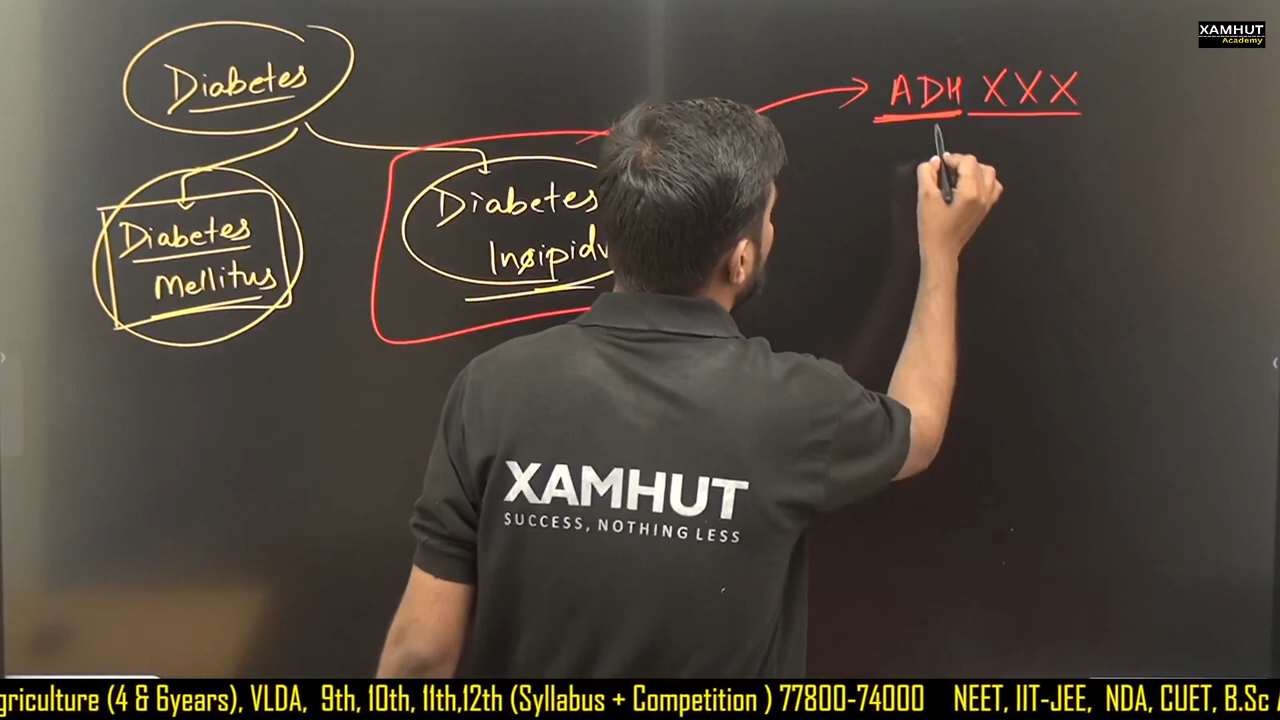 XAMHUT
Academy
Diabetes
ADH XXX
Diabetes
Mellitus
Diabetes
XAMHUT
SUCCESS, NOTHING LESS
griculture (4 & 6years), VLDA, 9th, 10th, 11th,12th (Syllabus + Competition ) 77800-74000 NEET, IIT-JEE, NDA, CUET, B.Sc